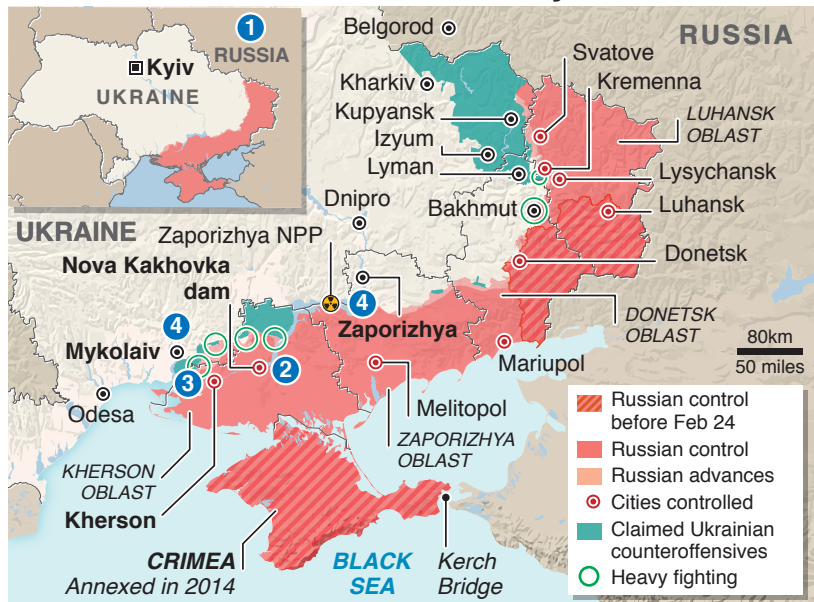 1
RUSSIA
Kyiv
UKRAINE
Belgorod
RUSSIA
Svatove
Kharkiv
Kremenna
Kupyansk
LUHANSK
OBLAST
Izyum
Lyman
Lysychansk
Dnipro
Bakhmut
Luhansk
UKRAINE
Zaporizhya NPP
Donetsk
Nova Kakhovka
dam
4
Zaporizhya
DONETSK
OBLAST
4
Mykolaiv
80km
50 miles
Mariupol
2
3
Odesa
Melitopol
ZAPORIZHYA
OBLAST
KHERSON
OBLAST
Kherson
CRIMEA
Annexed in 2014
BLACK
SEA
Kerch
Bridge
Russian control
before Feb 24
Russian control
Russian advances
Cities controlled
Claimed Ukrainian
counteroffensives
Heavy fighting